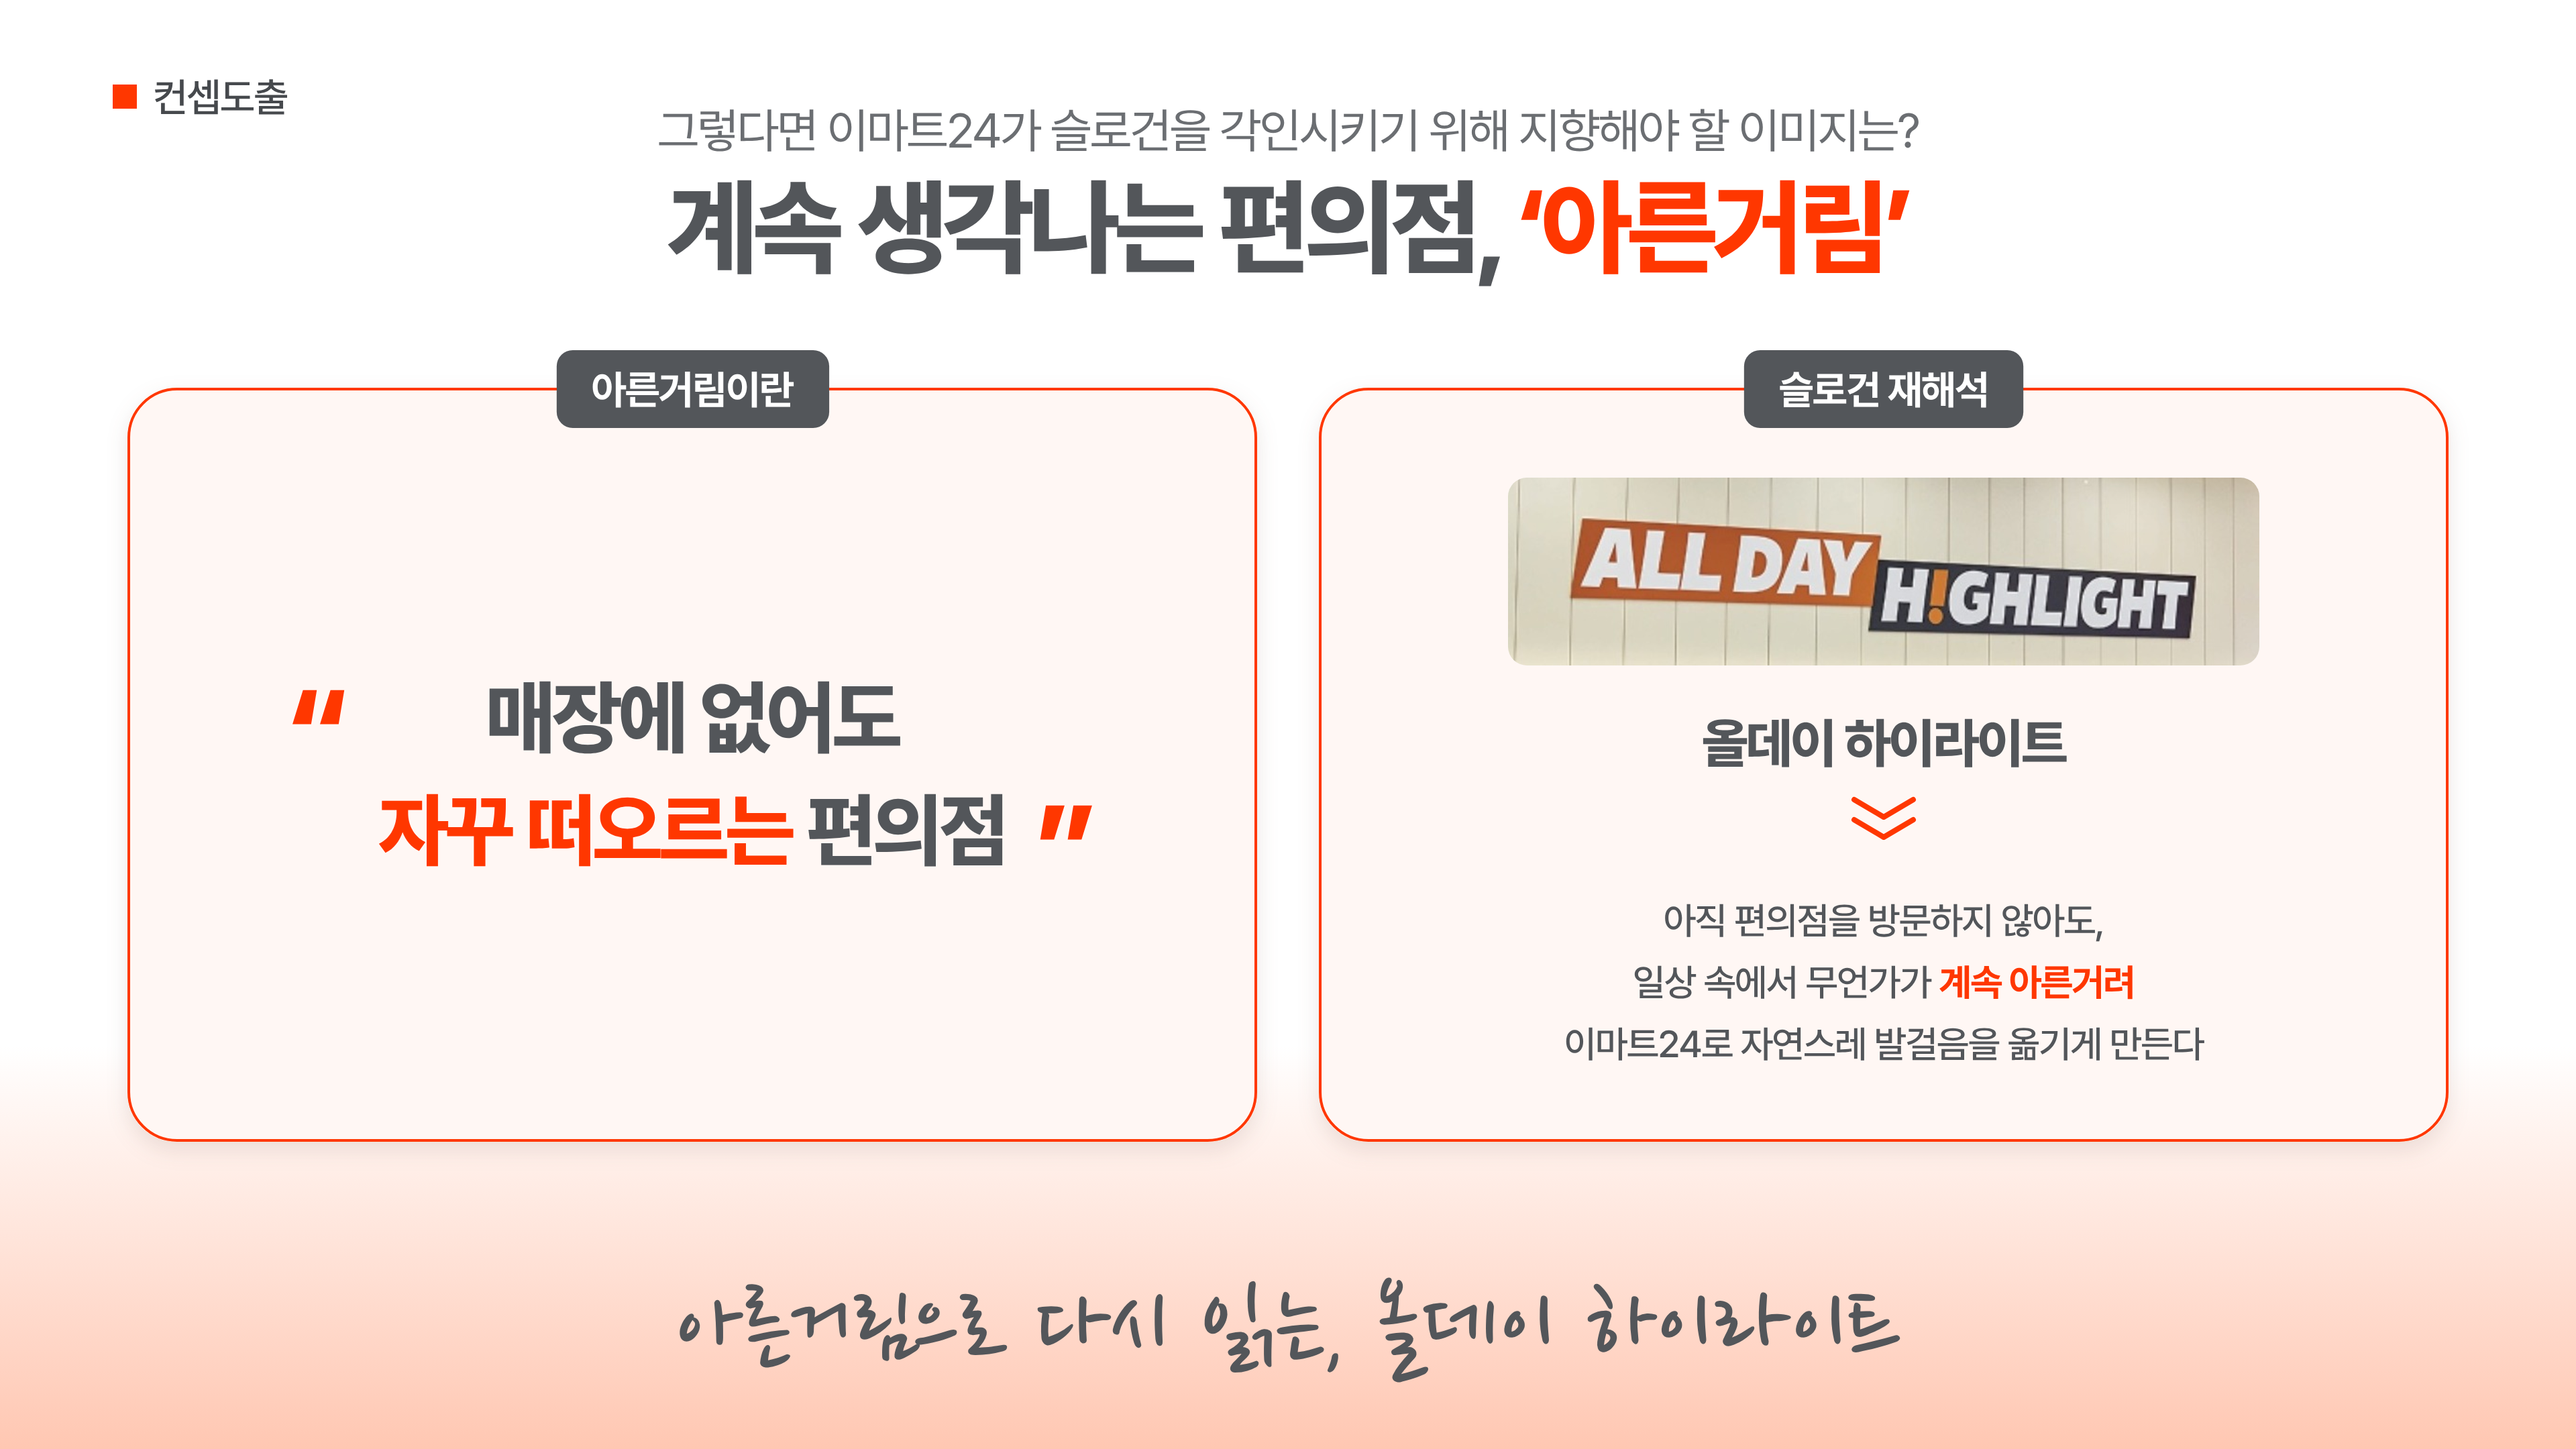 컨셉도출
그렇다면 이마트24가 슬로건을 각인시키기 위해 지향해야 할 이미지는?
계속 생각나는 편의점, ‘아른거림’
아른거림이란
“ 매장에 없어도
자꾸 떠오르는 편의점 ”
슬로건 재해석
ALL DAY
H!GHLIGHT
올데이 하이라이트
아직 편의점을 방문하지 않아도,
일상 속에서 무언가가 계속 아른거려
이마트24로 자연스레 발걸음을 옮기게 만든다
아른거림으로 다시 읽는, 올데이 하이라이트